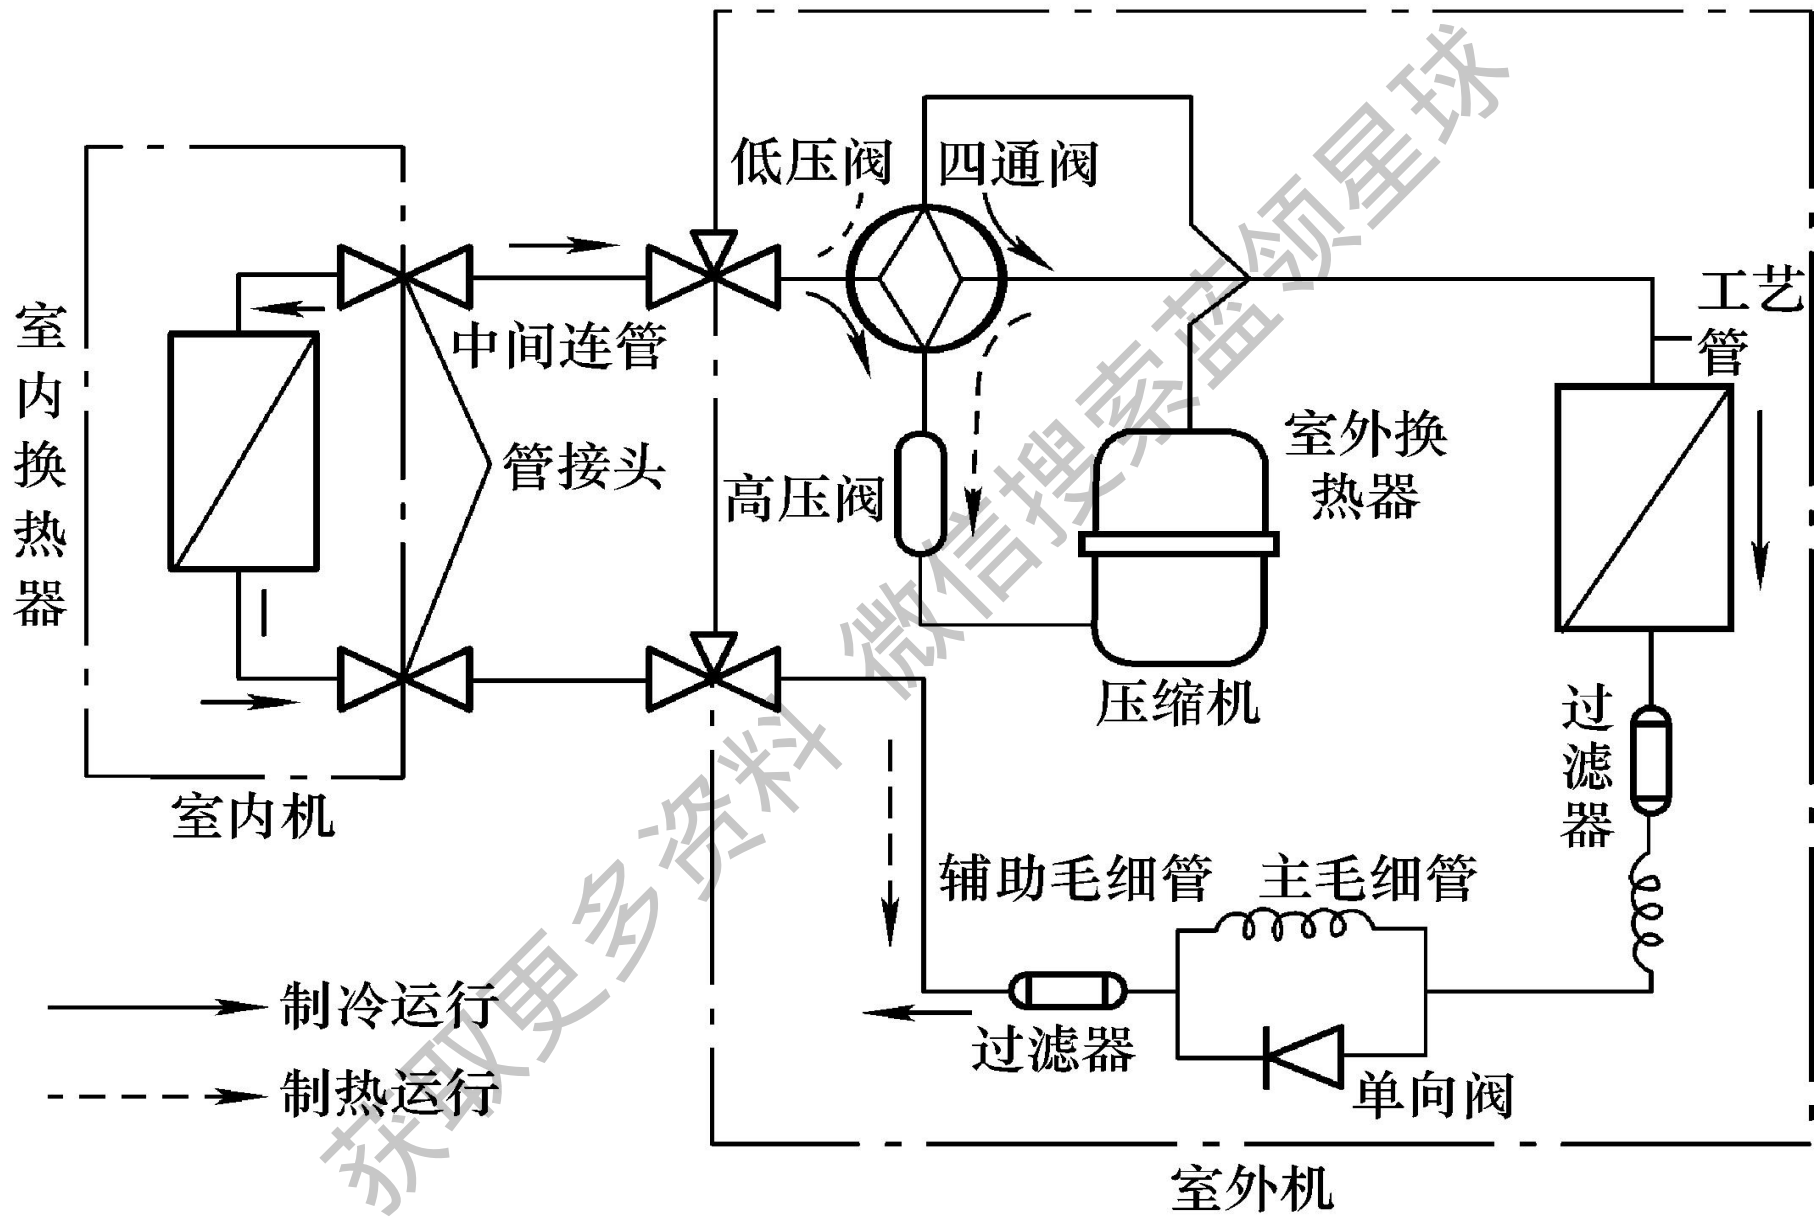 低压阀
四通阀
室内换热器
中间连管
工艺
管
管接头
高压阀
室外换
热器
压缩机
过滤器
室内机
辅助毛细管
主毛细管
制冷运行
过滤器
制热运行
单向阀
室外机
获取更多资料 微信搜索蓝领星球